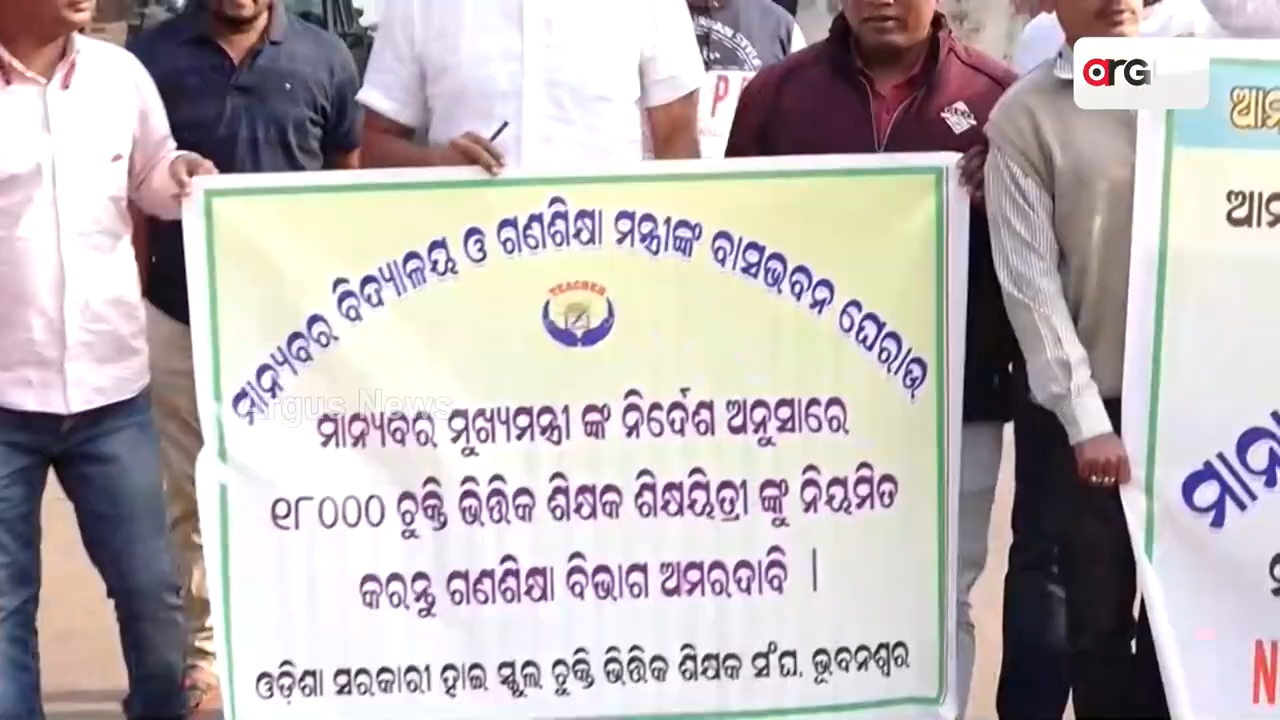 arG
ମାନ୍ୟବର ବିଦ୍ୟାଳୟ ଓ ଗଣଶିକ୍ଷା ମନ୍ତ୍ରୀଙ୍କ ବାସଭବନ ଘେରାଉ
TEACHER
Argus News
ମାନ୍ୟବର ମୁଖ୍ୟମନ୍ତ୍ରୀ ଙ୍କ ନିର୍ଦେଶ ଅନୁସାରେ
୧୮୦୦୦ ଚୁକ୍ତି ଭିତ୍ତିକ ଶିକ୍ଷକ ଶିକ୍ଷୟିତ୍ରୀ ଙ୍କୁ ନିୟମିତ
କରନ୍ତୁ ଗଣଶିକ୍ଷା ବିଭାଗ ଅମରଦାବି ।
ଓଡ଼ିଶା ସରକାରୀ ହାଇ ସ୍କୁଲ ଚୁକ୍ତି ଭିତ୍ତିକ ଶିକ୍ଷକ ସଂଘ, ଭୁବନେଶ୍ୱର